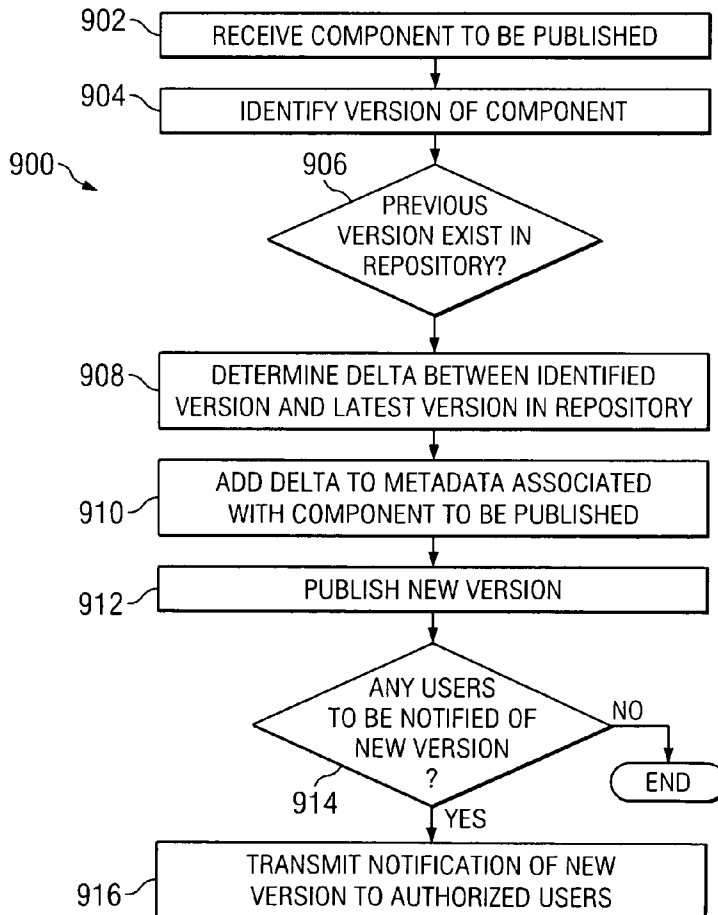 902
RECEIVE COMPONENT TO BE PUBLISHED
904
IDENTIFY VERSION OF COMPONENT
900
906
PREVIOUS
VERSION EXIST IN
REPOSITORY?
908
DETERMINE DELTA BETWEEN IDENTIFIED
VERSION AND LATEST VERSION IN REPOSITORY
910
ADD DELTA TO METADATA ASSOCIATED
WITH COMPONENT TO BE PUBLISHED
912
PUBLISH NEW VERSION
ANY USERS
TO BE NOTIFIED OF
NEW VERSION
?
914
NO
END
YES
916
TRANSMIT NOTIFICATION OF NEW
VERSION TO AUTHORIZED USERS